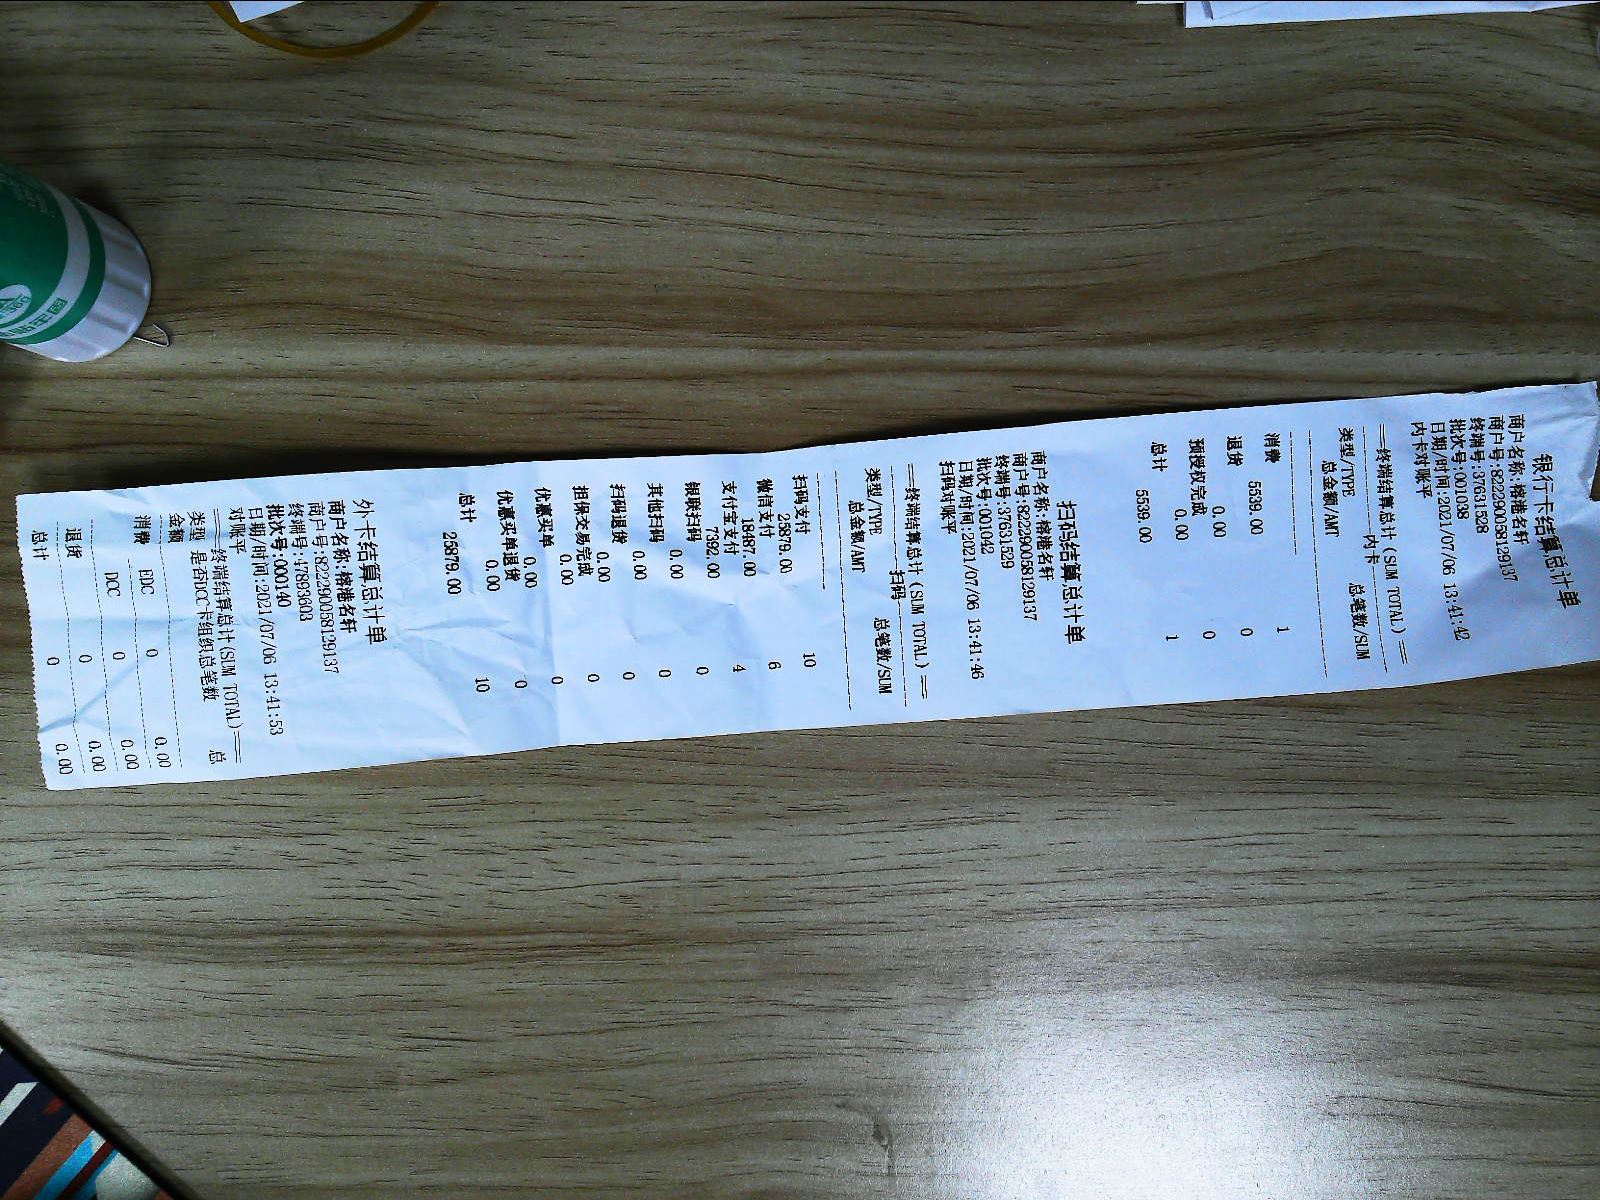 银行卡结算总计单
商户名称:榕港名轩
商户号:822290058129137
终端号:37631528
批次号:001038
日期/时间:2021/07/06 13:41:42
内卡对账平
==终端结算总计(SUM TOTAL)==
内卡
类型/TYPE 总笔数/SUM
总金额/AMT
消费 1
5539.00
退货 0
0.00
预授权完成 0
0.00
总计 1
5539.00
扫码结算总计单
商户名称:榕港名轩
商户号:822290058129137
终端号:37631529
批次号:001042
日期/时间:2021/07/06 13:41:46
扫码对账平
==终端结算总计(SUM TOTAL)==
扫码
类型/TYPE 总笔数/SUM
总金额/AMT
扫码支付 10
25879.00
微信支付 6
18487.00
支付宝支付 4
7392.00
银联扫码 0
0.00
其他扫码 0
0.00
扫码退货 0
0.00
担保交易完成 0
0.00
优惠买单 0
0.00
优惠买单退货 0
0.00
总计 10
25879.00
外卡结算总计单
商户名称:榕港名轩
商户号:822290058129137
终端号:47883603
批次号:000140
日期/时间:2021/07/06 13:41:53
对账平
===终端结算总计(SUM TOTAL)===
类型 是否DCC卡组织总笔数 总
金额
消费 EDC 0 0.00
DCC 0 0.00
退货 0 0.00
总计 0 0.00